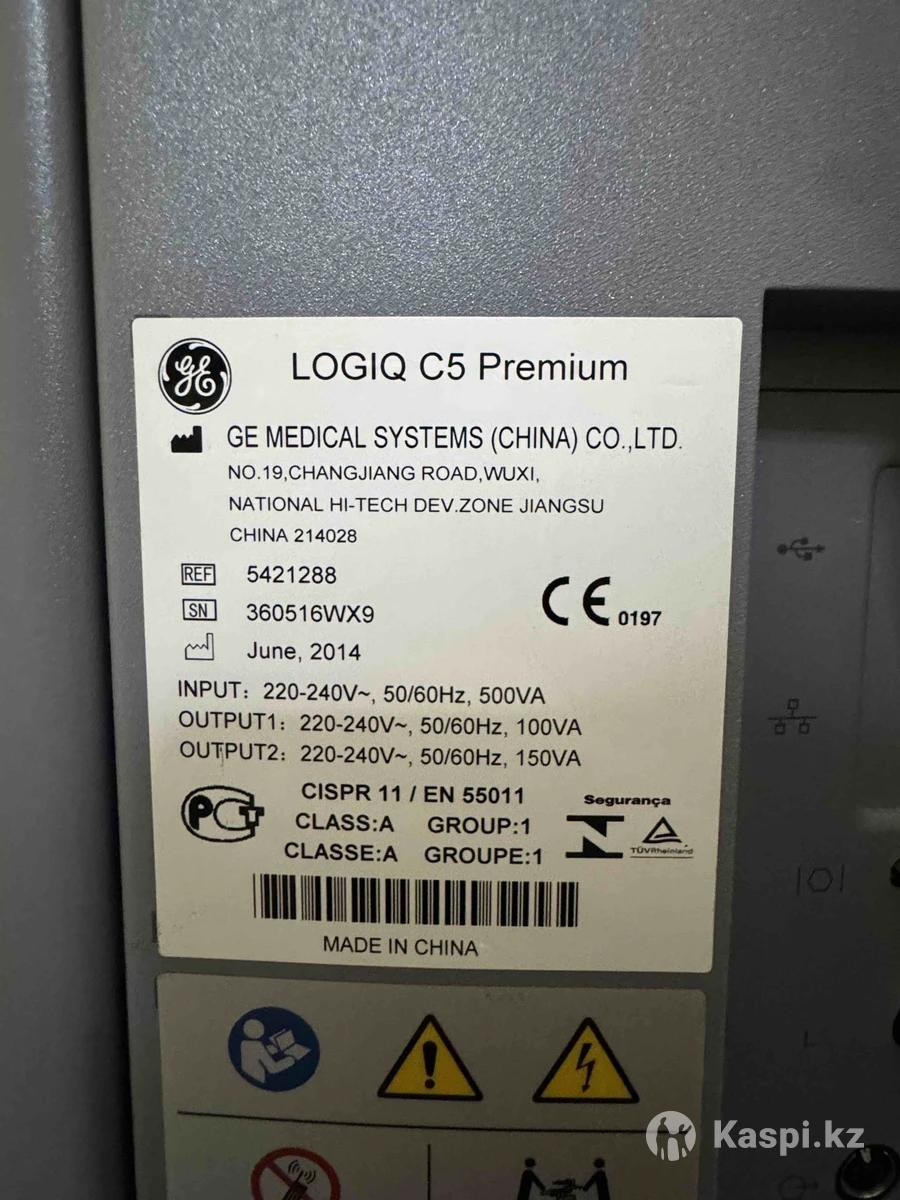 GE
LOGIQ C5 Premium
GE MEDICAL SYSTEMS (CHINA) CO.,LTD.
NO.19,CHANGJIANG ROAD,WUXI,
NATIONAL HI-TECH DEV.ZONE JIANGSU
CHINA 214028
REF 5421288
SN 360516WX9
CE 0197
June, 2014
INPUT: 220-240V~, 50/60Hz, 500VA
OUTPUT1: 220-240V~, 50/60Hz, 100VA
OUTPUT2: 220-240V~, 50/60Hz, 150VA
PCT
CISPR 11 / EN 55011
CLASS:A GROUP:1
CLASSE:A GROUPE:1
Segurança
TÜVRheinland
MADE IN CHINA
L
Kaspi.kz